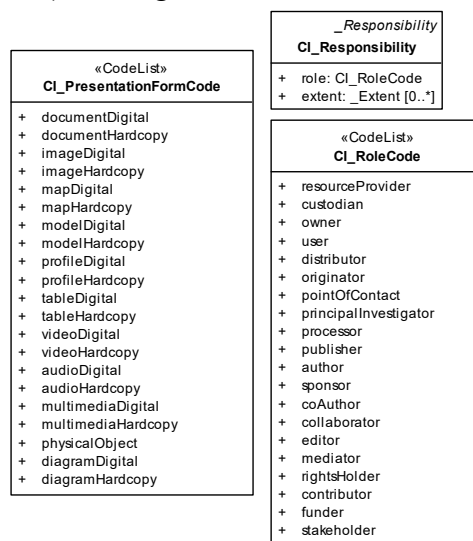 «CodeList»
CI_PresentationFormCode
+ documentDigital
+ documentHardcopy
+ imageDigital
+ imageHardcopy
+ mapDigital
+ mapHardcopy
+ modelDigital
+ modelHardcopy
+ profileDigital
+ profileHardcopy
+ tableDigital
+ tableHardcopy
+ videoDigital
+ videoHardcopy
+ audioDigital
+ audioHardcopy
+ multimediaDigital
+ multimediaHardcopy
+ physicalObject
+ diagramDigital
+ diagramHardcopy
_Responsibility
CI_Responsibility
+ role: CI_RoleCode
+ extent: _Extent [0..*]
«CodeList»
CI_RoleCode
+ resourceProvider
+ custodian
+ owner
+ user
+ distributor
+ originator
+ pointOfContact
+ principalInvestigator
+ processor
+ publisher
+ author
+ sponsor
+ coAuthor
+ collaborator
+ editor
+ mediator
+ rightsHolder
+ contributor
+ funder
+ stakeholder